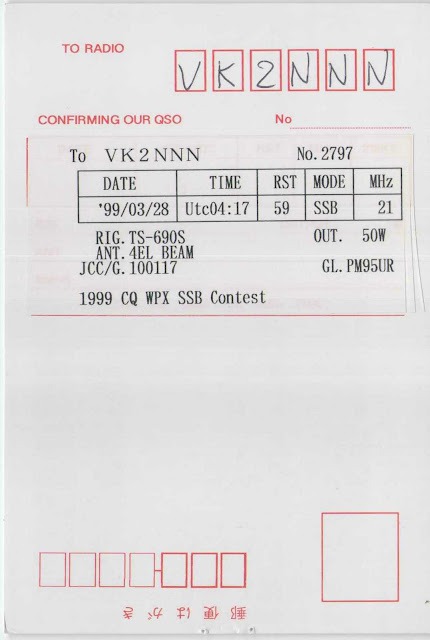 TO RADIO VK2NNN
CONFIRMING OUR QSO No
To VK2NNN No.2797
DATE TIME RST MODE MHz
'99/03/28 Utc04:17 59 SSB 21
RIG.TS-690S OUT. 50W
ANT.4EL BEAM
JCC/G.100117 GL.PM95UR
1999 CQ WPX SSB Contest
郵便はがき